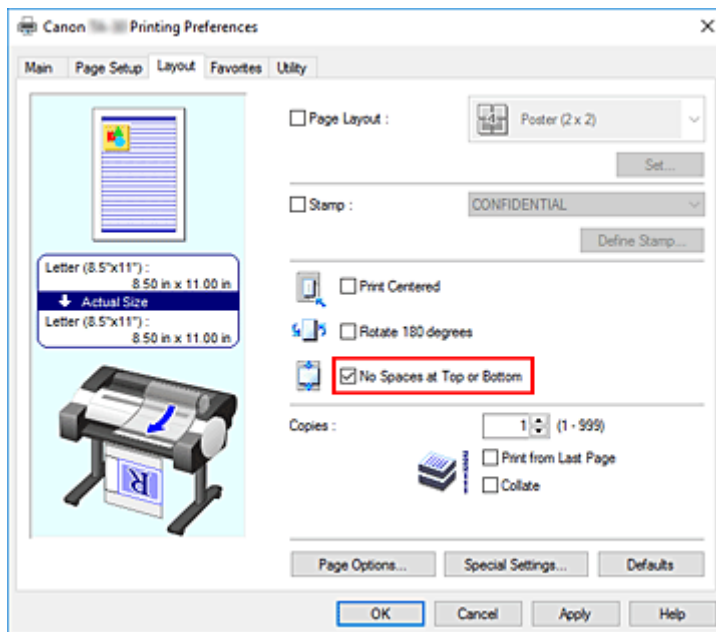 Canon Printing Preferences
Main Page Setup Layout Favorites Utility
Page Layout :
Poster (2 x 2)
Set...
Stamp :
CONFIDENTIAL
Define Stamp...
Letter (8.5"x11") :
8.50 in x 11.00 in
Actual Size
Letter (8.5"x11") :
8.50 in x 11.00 in
Print Centered
Rotate 180 degrees
No Spaces at Top or Bottom
Copies :
1 (1 - 999)
Print from Last Page
Collate
R
Page Options... Special Settings... Defaults
OK Cancel Apply Help